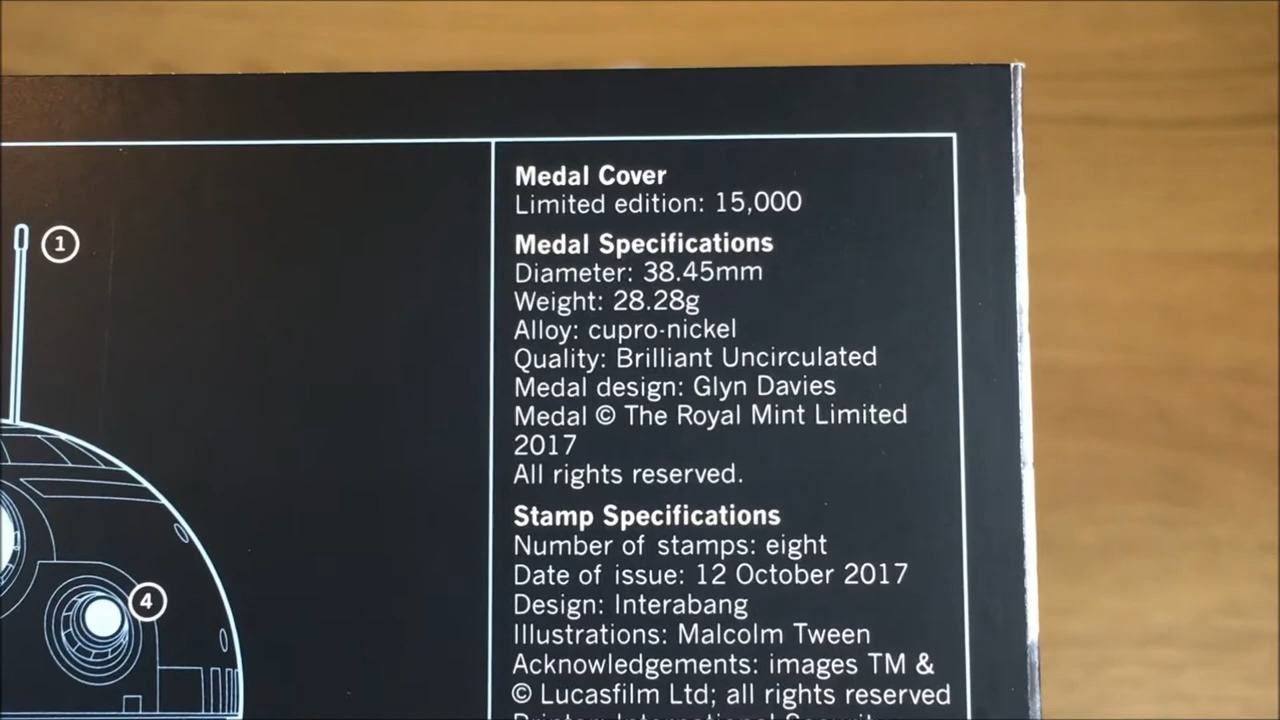 Medal Cover
Limited edition: 15,000
Medal Specifications
Diameter: 38.45mm
Weight: 28.28g
Alloy: cupro-nickel
Quality: Brilliant Uncirculated
Medal design: Glyn Davies
Medal © The Royal Mint Limited
2017
All rights reserved.
Stamp Specifications
Number of stamps: eight
Date of issue: 12 October 2017
Design: Interabang
Illustrations: Malcolm Tween
Acknowledgements: images TM &
© Lucasfilm Ltd; all rights reserved
1
4